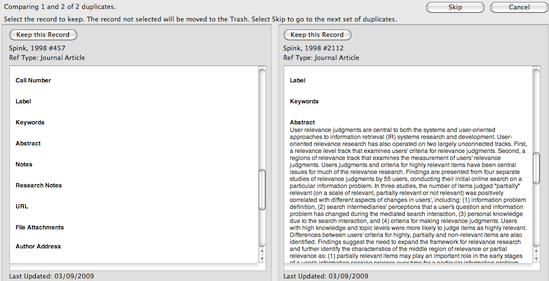 Comparing 1 and 2 of 2 duplicates.
Skip
Cancel
Select the record to keep. The record not selected will be moved to the Trash. Select Skip to go to the next set of duplicates.
Keep this Record
Spink, 1998 #457
Ref Type: Journal Article
Call Number
Label
Keywords
Abstract
Notes
Research Notes
URL
File Attachments
Author Address
Last Updated: 03/09/2009
Keep this Record
Spink, 1998 #2112
Ref Type: Journal Article
Label
Keywords
Abstract
User relevance judgments are central to both the systems and user-oriented
approaches to information retrieval (IR) systems research and development. User-
oriented relevance research has also operated on two largely unconnected tracks. First,
a relevance level track that examines users' criteria for relevance judgments. Second, a
regions of relevance track that examines the measurement of users' relevance
judgments. Users judgments and criteria for highly relevant items have been central
issues for much of the relevance research. Findings are presented from four separate
studies of relevance judgments by 55 users, conducting their initial online search on a
particular information problem. In three studies, the number of items judged "partially"
relevant (on a scale of relevant, partially relevant or not relevant) was positively
correlated with different aspects of changes in users', including: (1) information problem
definition, (2) search intermediaries' perceptions that a user's question and information
problem has changed during the mediated search interaction, (3) personal knowledge
due to the search interaction, and (4) criteria for making relevance judgments. Users
with high knowledge and topic levels were more likely to judge items as highly relevant.
Differences between users' criteria for highly, partially and non-relevant items are also
identified. Findings suggest the need to expand the framework for relevance research
and further identify the characteristics of the middle region of relevance or partial
relevance as: (1) partially relevant items may play an important role in the early stages
of a user's information seeking process over time for a particular information problem
Last Updated: 03/09/2009